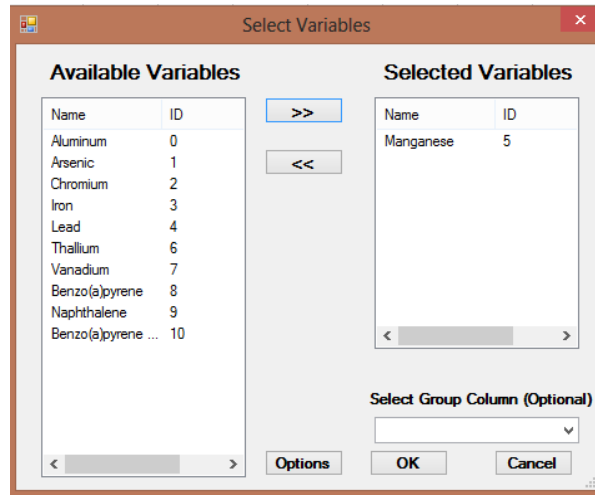 Select Variables
Available Variables
Name ID
Aluminum 0
Arsenic 1
Chromium 2
Iron 3
Lead 4
Thallium 6
Vanadium 7
Benzo(a)pyrene 8
Naphthalene 9
Benzo(a)pyrene ... 10
>>
<<
Selected Variables
Name ID
Manganese 5
Select Group Column (Optional)
Options
OK
Cancel